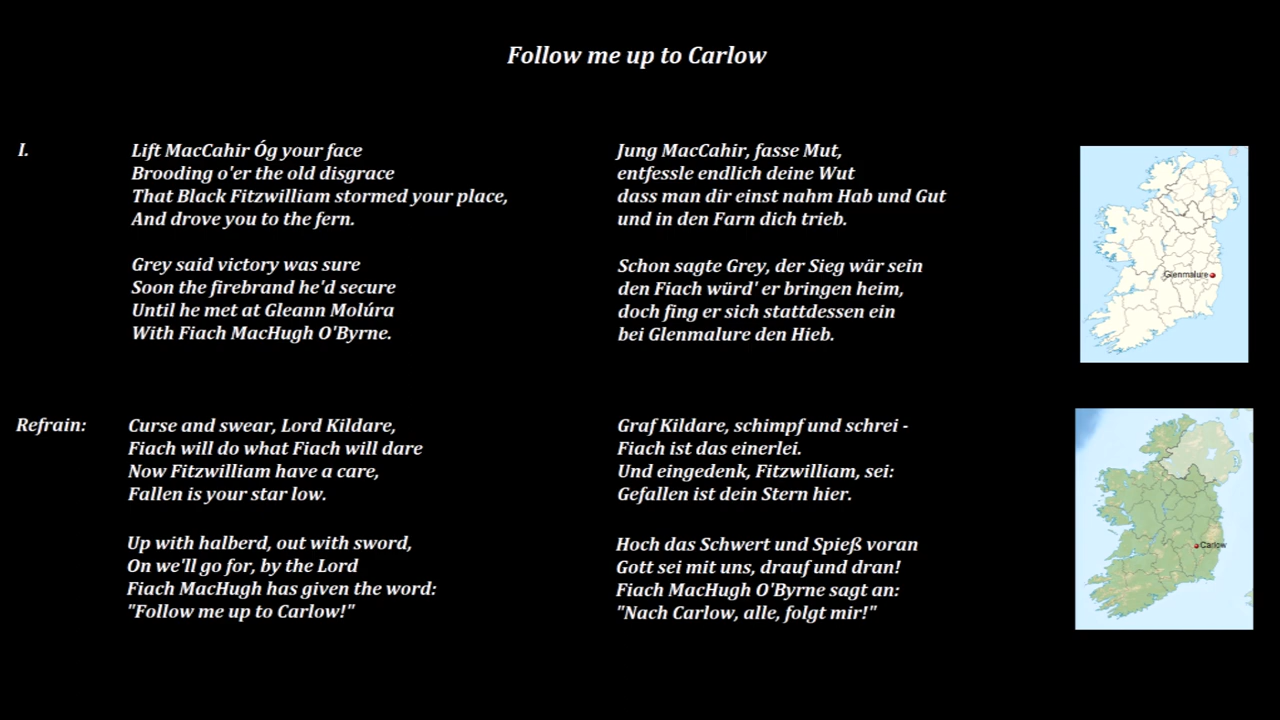 Follow me up to Carlow
I.
Lift MacCahir Óg your face
Brooding o'er the old disgrace
That Black Fitzwilliam stormed your place,
And drove you to the fern.
Grey said victory was sure
Soon the firebrand he'd secure
Until he met at Gleann Molúra
With Fiach MacHugh O'Byrne.
Jung MacCahir, fasse Mut,
entfessle endlich deine Wut
dass man dir einst nahm Hab und Gut
und in den Farn dich trieb.
Schon sagte Grey, der Sieg wär sein
den Fiach würd' er bringen heim,
doch fing er sich stattdessen ein
bei Glenmalure den Hieb.
Glenmalure
Refrain:
Curse and swear, Lord Kildare,
Fiach will do what Fiach will dare
Now Fitzwilliam have a care,
Fallen is your star low.
Up with halberd, out with sword,
On we'll go for, by the Lord
Fiach MacHugh has given the word:
"Follow me up to Carlow!"
Graf Kildare, schimpf und schrei -
Fiach ist das einerlei.
Und eingedenk, Fitzwilliam, sei:
Gefallen ist dein Stern hier.
Hoch das Schwert und Spieß voran
Gott sei mit uns, drauf und dran!
Fiach MacHugh O'Byrne sagt an:
"Nach Carlow, alle, folgt mir!"
Carlow